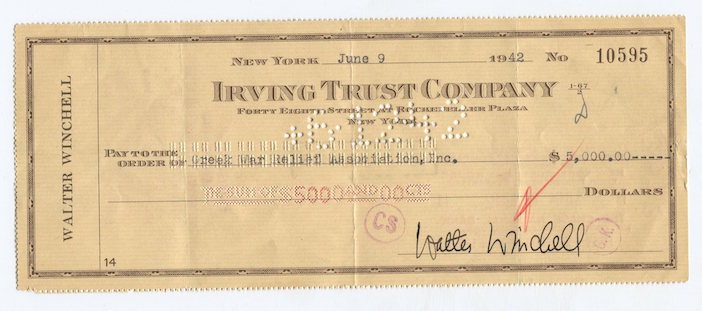 WALTER WINCHELL
NEW YORK June 9 1942 No 10595
IRVING TRUST COMPANY 1-67
FORTY EIGHT STREET AT ROCKEFELLER PLAZA 2
NEW YORK
PAY TO THE
ORDER OF Greek War Relief Association, Inc. $ 5,000.00-----
5000 AND 00 CTS DOLLARS
CS
Walter Winchell
14